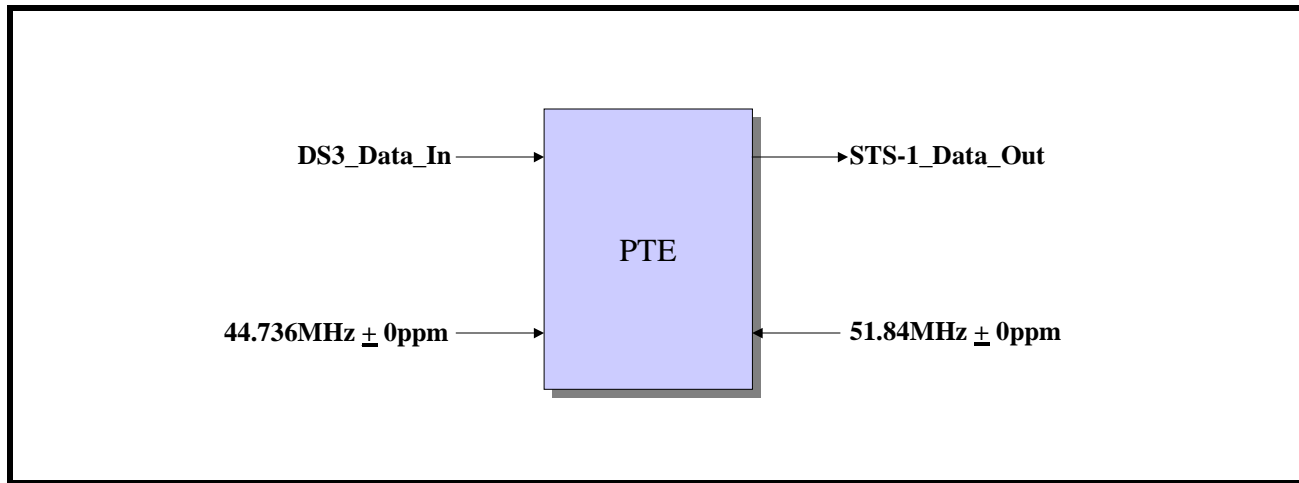 DS3_Data_In
STS-1_Data_Out
PTE
44.736MHz ± 0ppm
51.84MHz ± 0ppm